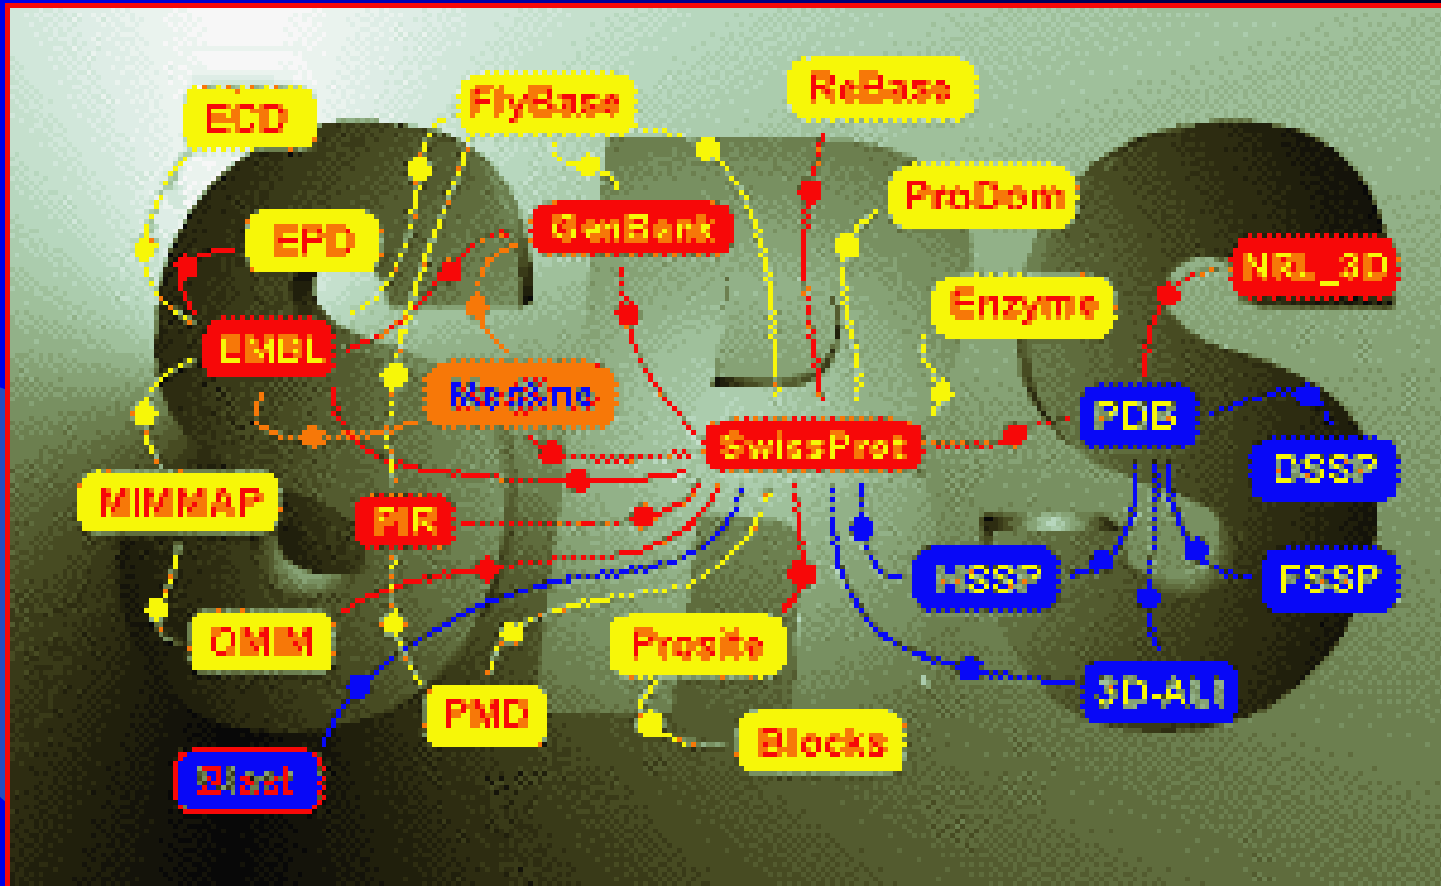 ReBase
FlyBase
ECD
ProDom
GenBank
EPD
NRL_3D
Enzyme
EMBL
MedLine
PDB
SwissProt
DSSP
MIMMAP
PIR
HSSP
FSSP
OMIM
Prosite
3D-ALI
PMD
Blocks